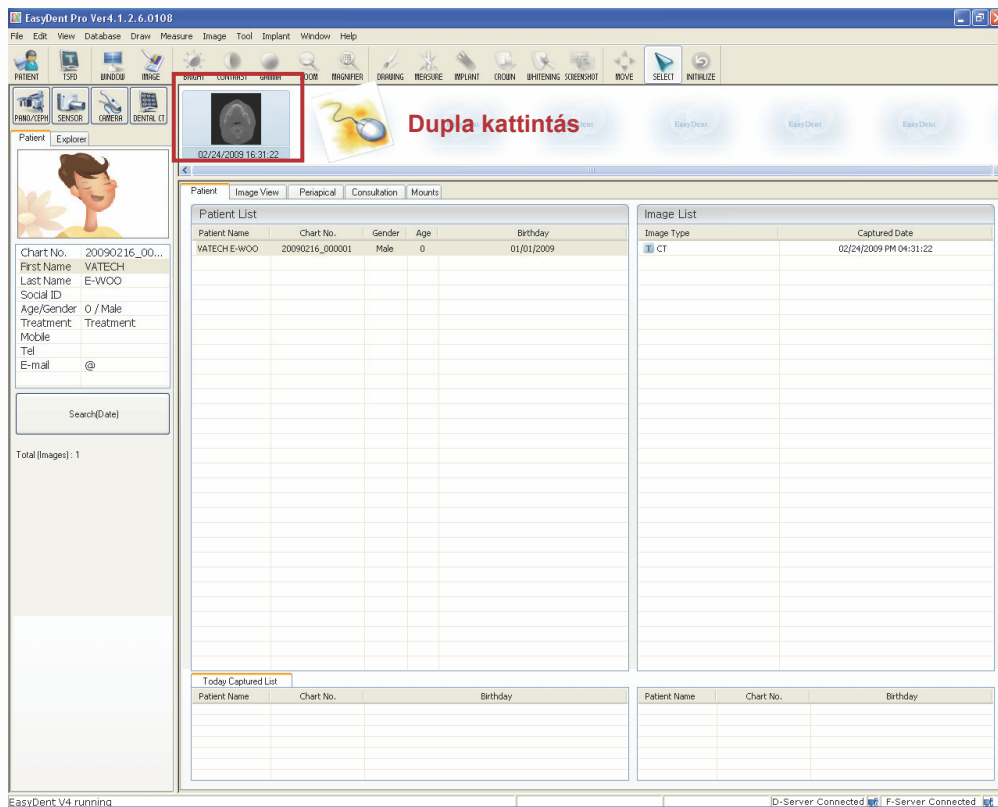 EasyDent Pro Ver4.1.2.6.0108
File Edit View Database Draw Measure Image Tool Implant Window Help
PATIENT TSFD WINDOW IMAGE BRIGHT CONTRAST GAMMA ZOOM MAGNIFIER DRAWING MEASURE IMPLANT CROWN WHITENING SCREENSHOT MOVE SELECT INITIALIZE
PANO/CEPH SENSOR CAMERA DENTAL CT
Dupla kattintás
EasyDent EasyDent EasyDent
02/24/2009 16:31:22
Patient Explorer
Patient Image View Periapical Consultation Mounts
Patient List
Patient Name Chart No. Gender Age Birthday
VATECH E-WOO 20090216_000001 Male 0 01/01/2009
Image List
Image Type Captured Date
T CT 02/24/2009 PM 04:31:22
Chart No. 20090216_00...
First Name VATECH
Last Name E-WOO
Social ID
Age/Gender 0 / Male
Treatment Treatment
Mobile
Tel
E-mail @
Search(Date)
Total (Images) : 1
Today Captured List
Patient Name Chart No. Birthday
Patient Name Chart No. Birthday
EasyDent V4 running
D-Server Connected F-Server Connected